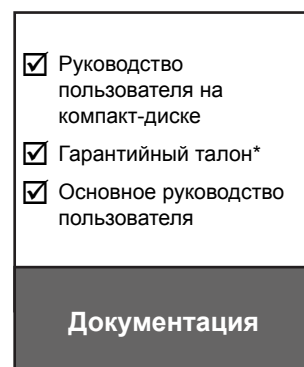 Руководство
пользователя на
компакт-диске
Гарантийный талон*
Основное руководство
пользователя
Документация